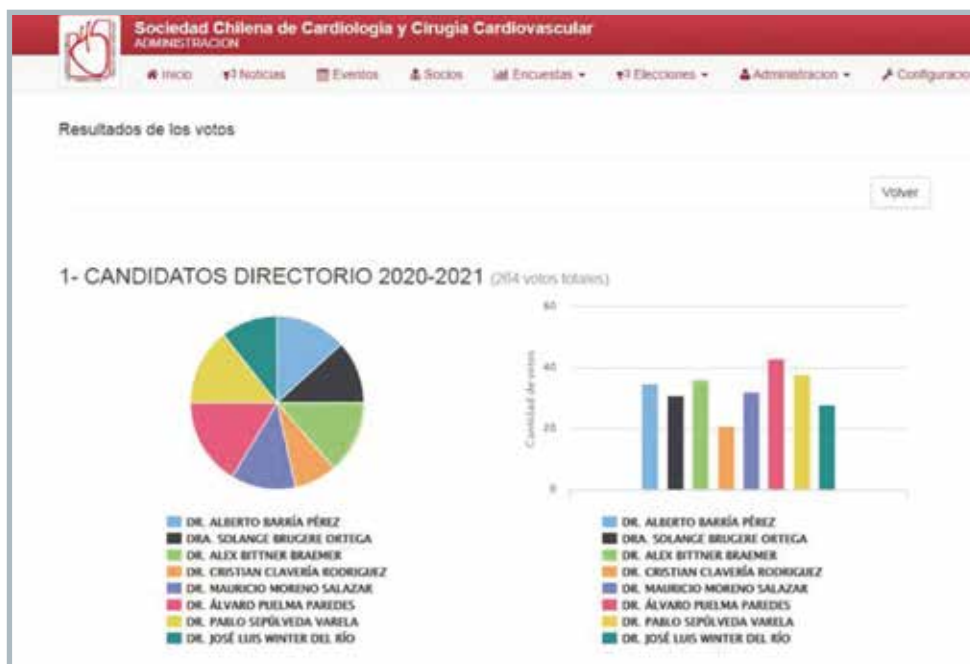 Sociedad Chilena de Cardiología y Cirugía Cardiovascular
ADMINISTRACION
Inicio Noticias Eventos Socios Encuestas Elecciones Administracion Configuracio
Resultados de los votos
Volver
1- CANDIDATOS DIRECTORIO 2020-2021 (264 votos totales)
60
40
20
0
Cantidad de votos
DR. ALBERTO BARRÍA PÉREZ
DRA. SOLANGE BRUGERE ORTEGA
DR. ALEX BITTNER BRAEMER
DR. CRISTIAN CLAVERÍA RODRIGUEZ
DR. MAURICIO MORENO SALAZAR
DR. ÁLVARO PUELMA PAREDES
DR. PABLO SEPÚLVEDA VARELA
DR. JOSÉ LUIS WINTER DEL RÍO
DR. ALBERTO BARRÍA PÉREZ
DRA. SOLANGE BRUGERE ORTEGA
DR. ALEX BITTNER BRAEMER
DR. CRISTIAN CLAVERÍA RODRIGUEZ
DR. MAURICIO MORENO SALAZAR
DR. ÁLVARO PUELMA PAREDES
DR. PABLO SEPÚLVEDA VARELA
DR. JOSÉ LUIS WINTER DEL RÍO